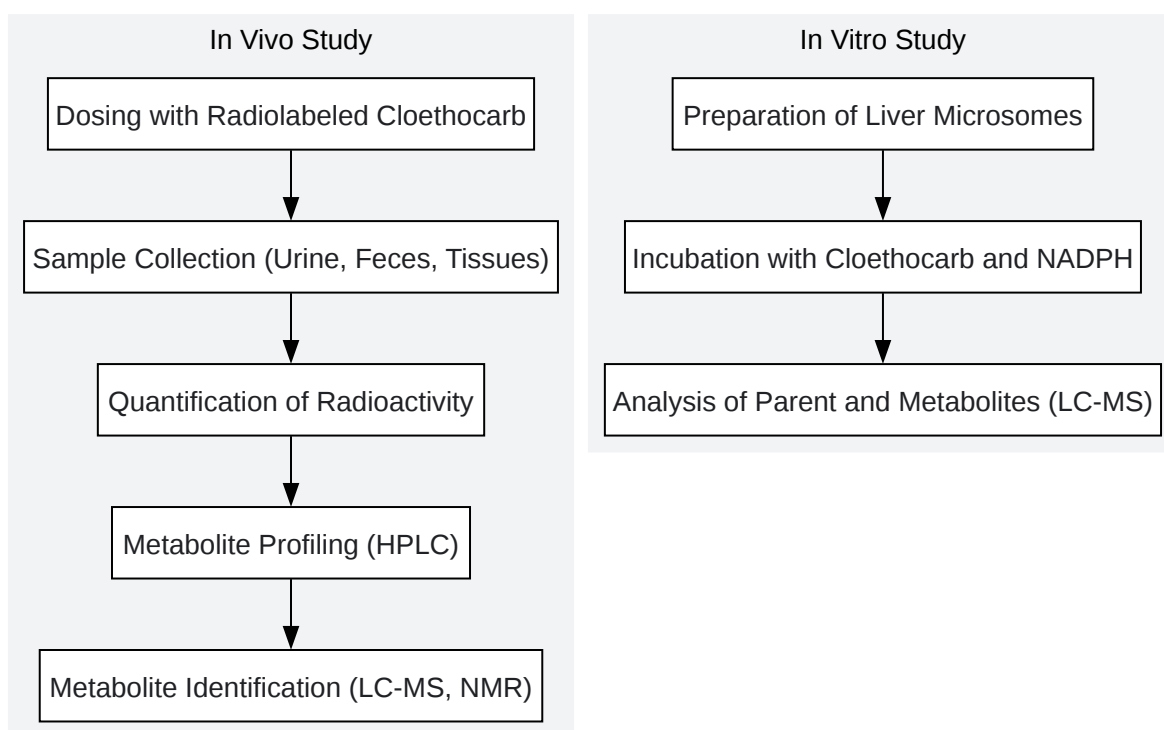 In Vivo Study
Dosing with Radiolabeled Cloethocarb
Sample Collection (Urine, Feces, Tissues)
Quantification of Radioactivity
Metabolite Profiling (HPLC)
Metabolite Identification (LC-MS, NMR)
In Vitro Study
Preparation of Liver Microsomes
Incubation with Cloethocarb and NADPH
Analysis of Parent and Metabolites (LC-MS)